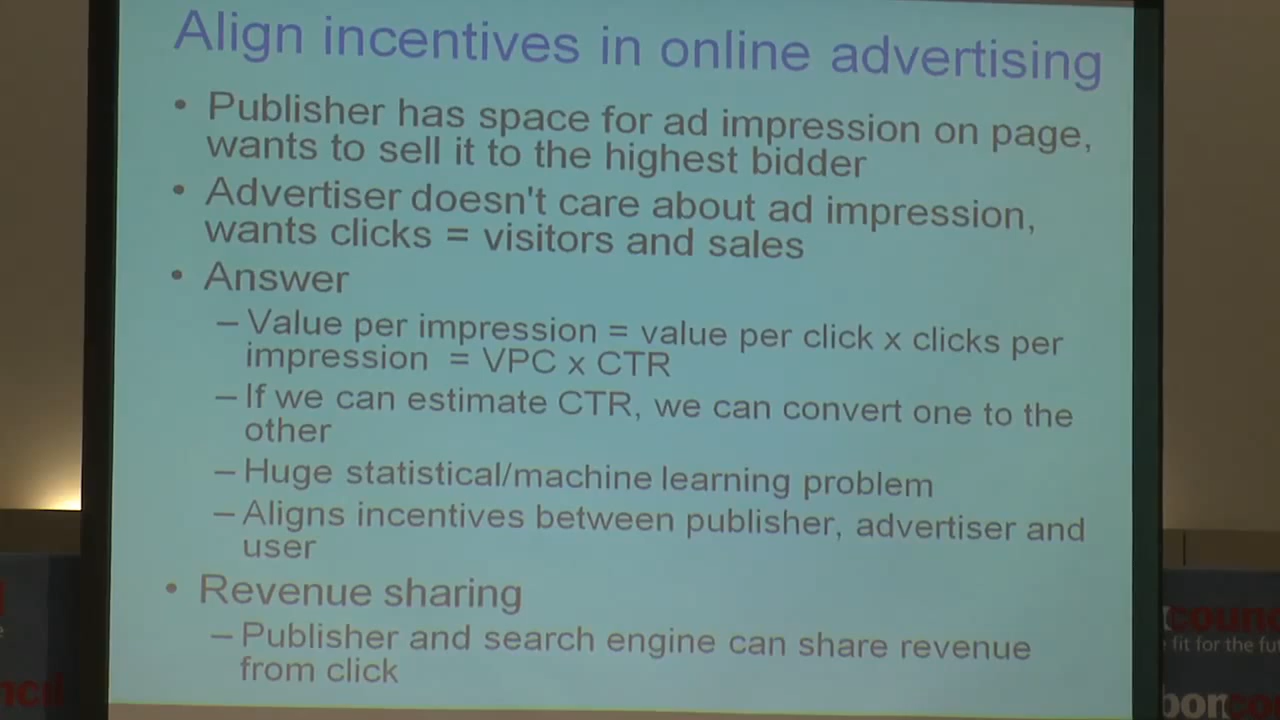 Align incentives in online advertising
• Publisher has space for ad impression on page,
wants to sell it to the highest bidder
• Advertiser doesn't care about ad impression,
wants clicks = visitors and sales
• Answer
– Value per impression = value per click x clicks per
impression = VPC x CTR
– If we can estimate CTR, we can convert one to the
other
– Huge statistical/machine learning problem
– Aligns incentives between publisher, advertiser and
user
• Revenue sharing
– Publisher and search engine can share revenue
from click